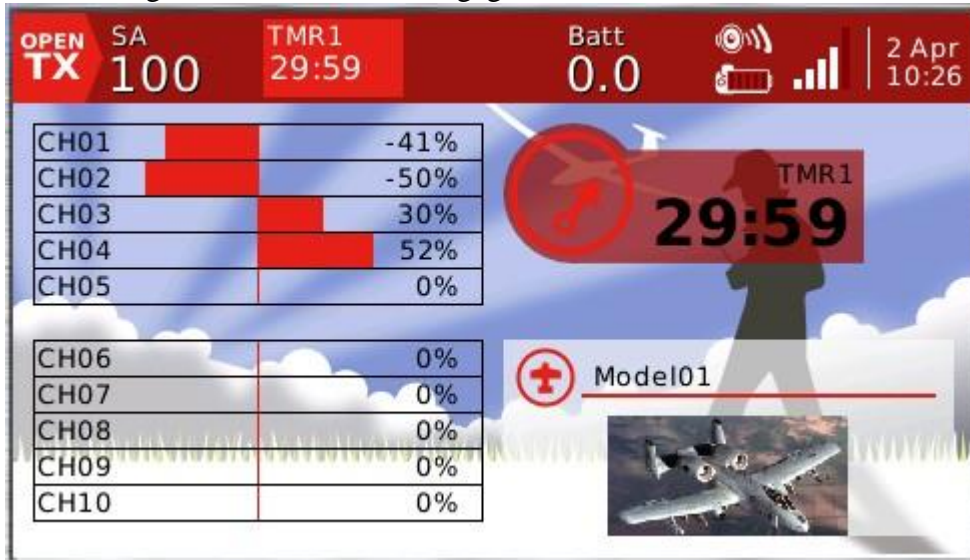 OPEN TX
SA
100
TMR1
29:59
Batt
0.0
2 Apr
10:26
CH01 -41%
CH02 -50%
CH03 30%
CH04 52%
CH05 0%
TMR1
29:59
CH06 0%
CH07 0%
CH08 0%
CH09 0%
CH10 0%
Model01